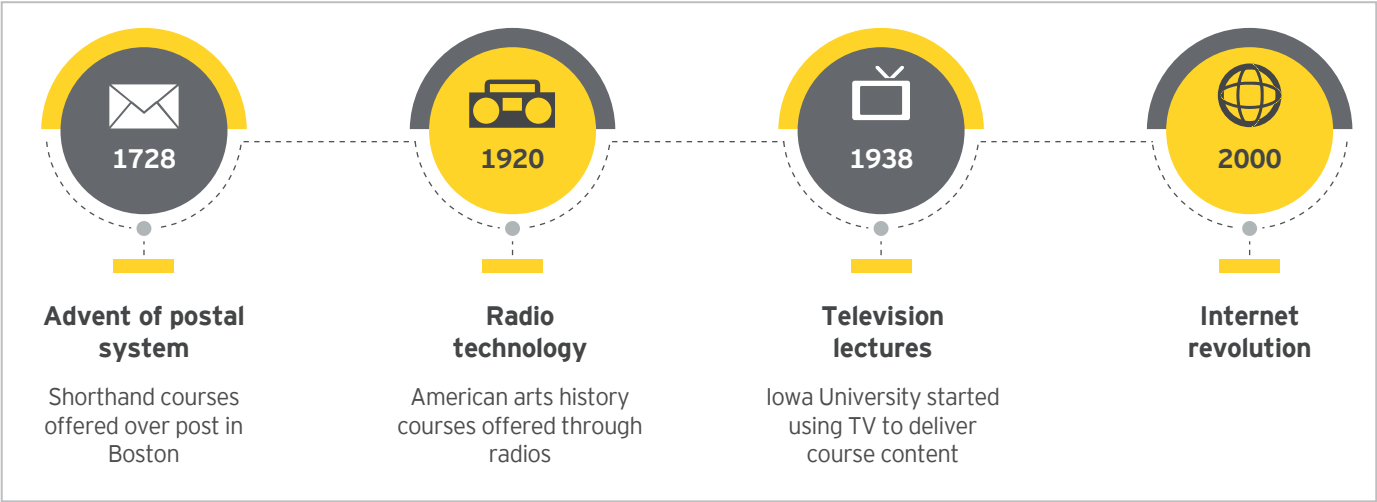 1728
Advent of postal
system
Shorthand courses
offered over post in
Boston
1920
Radio
technology
American arts history
courses offered through
radios
1938
Television
lectures
Iowa University started
using TV to deliver
course content
2000
Internet
revolution